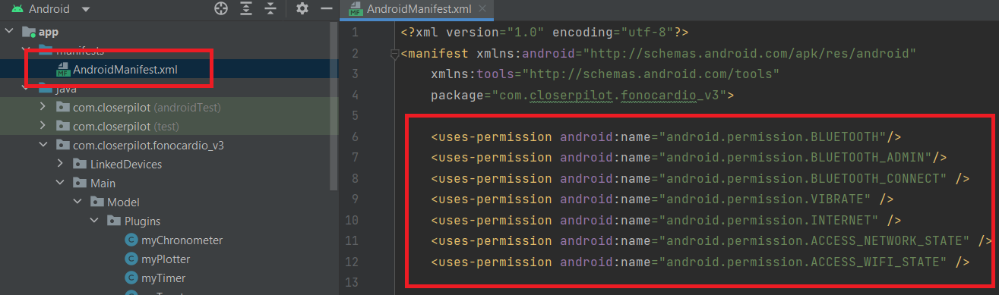 Android
app
manifests
AndroidManifest.xml
java
com.closerpilot (androidTest)
com.closerpilot (test)
com.closerpilot.fonocardio_v3
LinkedDevices
Main
Model
Plugins
myChronometer
myPlotter
myTimer
AndroidManifest.xml
1 <?xml version="1.0" encoding="utf-8"?>
2 <manifest xmlns:android="http://schemas.android.com/apk/res/android"
3 xmlns:tools="http://schemas.android.com/tools"
4 package="com.closerpilot.fonocardio_v3">
5
6 <uses-permission android:name="android.permission.BLUETOOTH"/>
7 <uses-permission android:name="android.permission.BLUETOOTH_ADMIN"/>
8 <uses-permission android:name="android.permission.BLUETOOTH_CONNECT" />
9 <uses-permission android:name="android.permission.VIBRATE" />
10 <uses-permission android:name="android.permission.INTERNET" />
11 <uses-permission android:name="android.permission.ACCESS_NETWORK_STATE" />
12 <uses-permission android:name="android.permission.ACCESS_WIFI_STATE" />
13